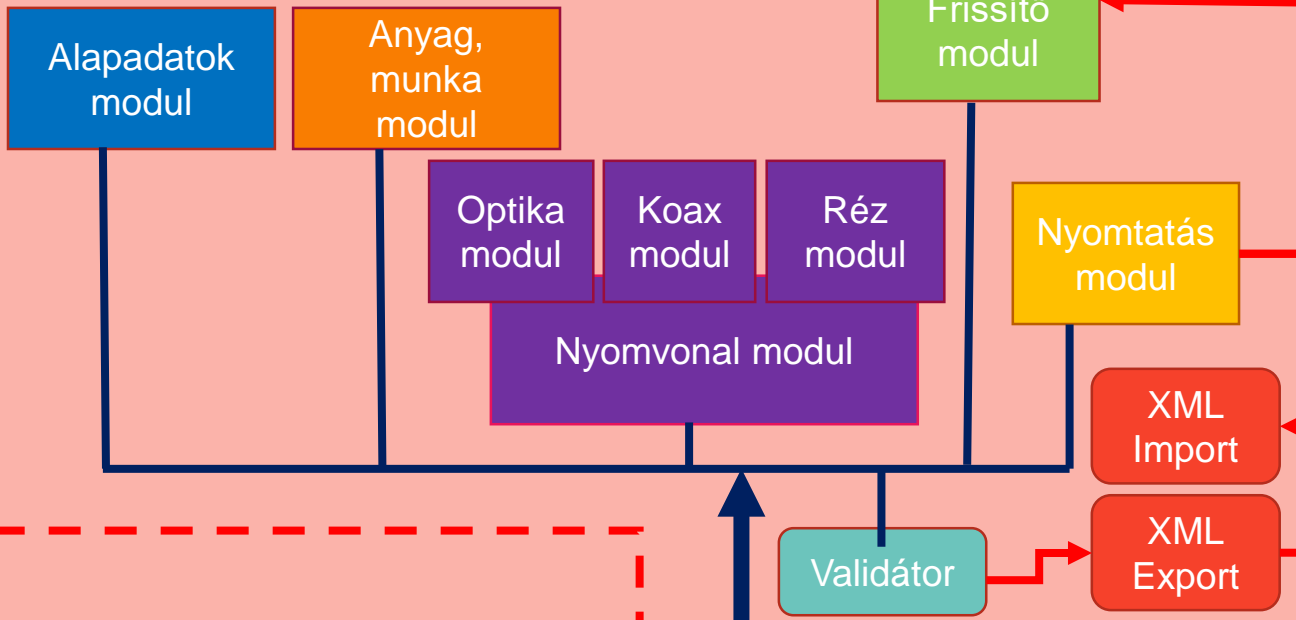 Alapadatok
modul
Anyag,
munka
modul
Frissítő
modul
Optika
modul
Koax
modul
Réz
modul
Nyomtatás
modul
Nyomvonal modul
XML
Import
XML
Export
Validátor